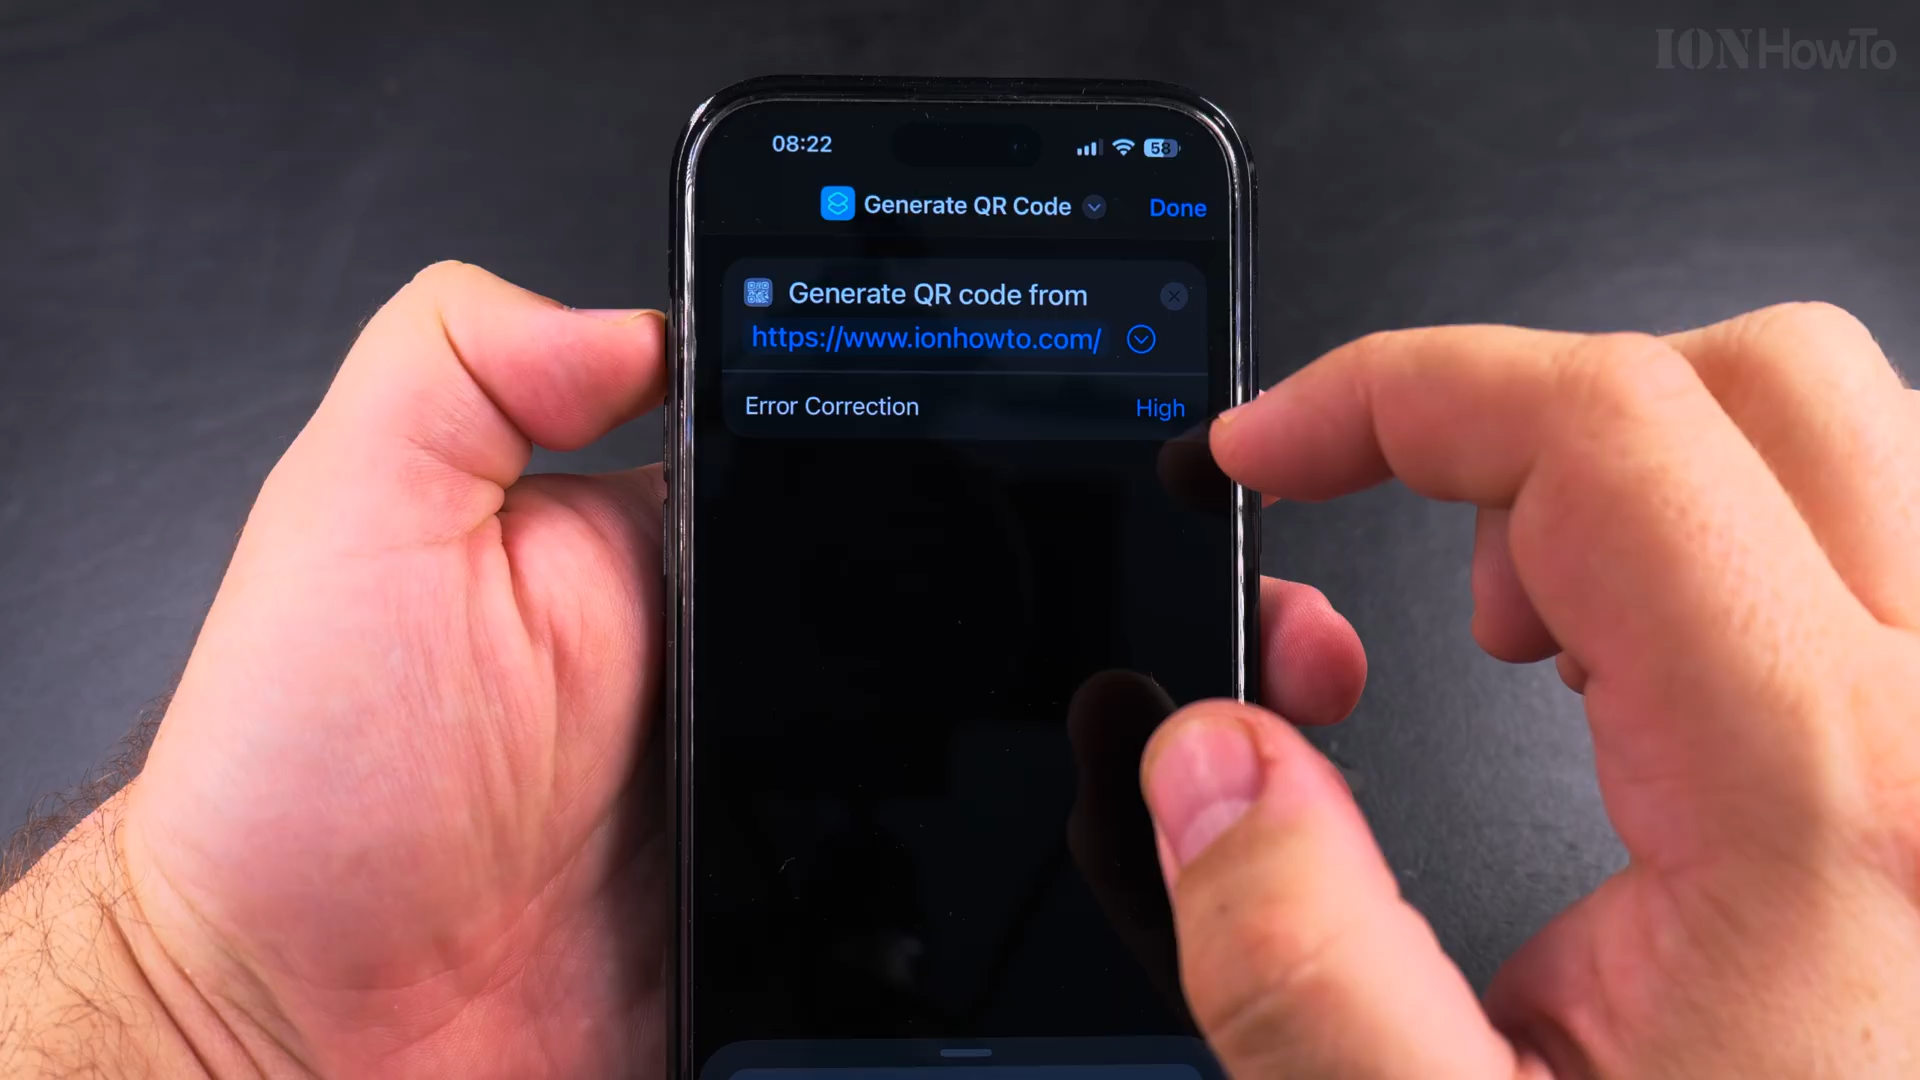 IONHowTo
08:22
58
Generate QR Code
Done
Generate QR code from
https://www.ionhowto.com/
Error Correction
High